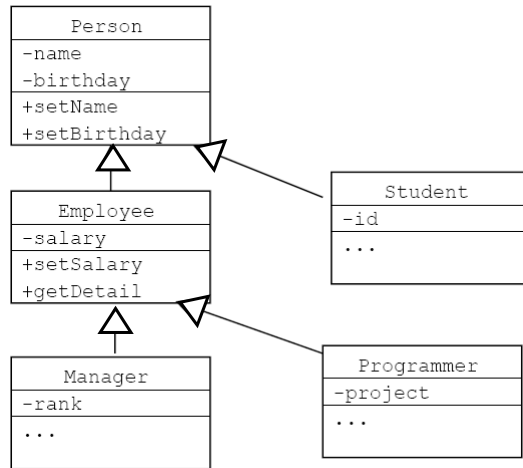 Person
-name
-birthday
+setName
+setBirthday
Employee
-salary
+setSalary
+getDetail
Student
-id
...
Manager
-rank
...
Programmer
-project
...